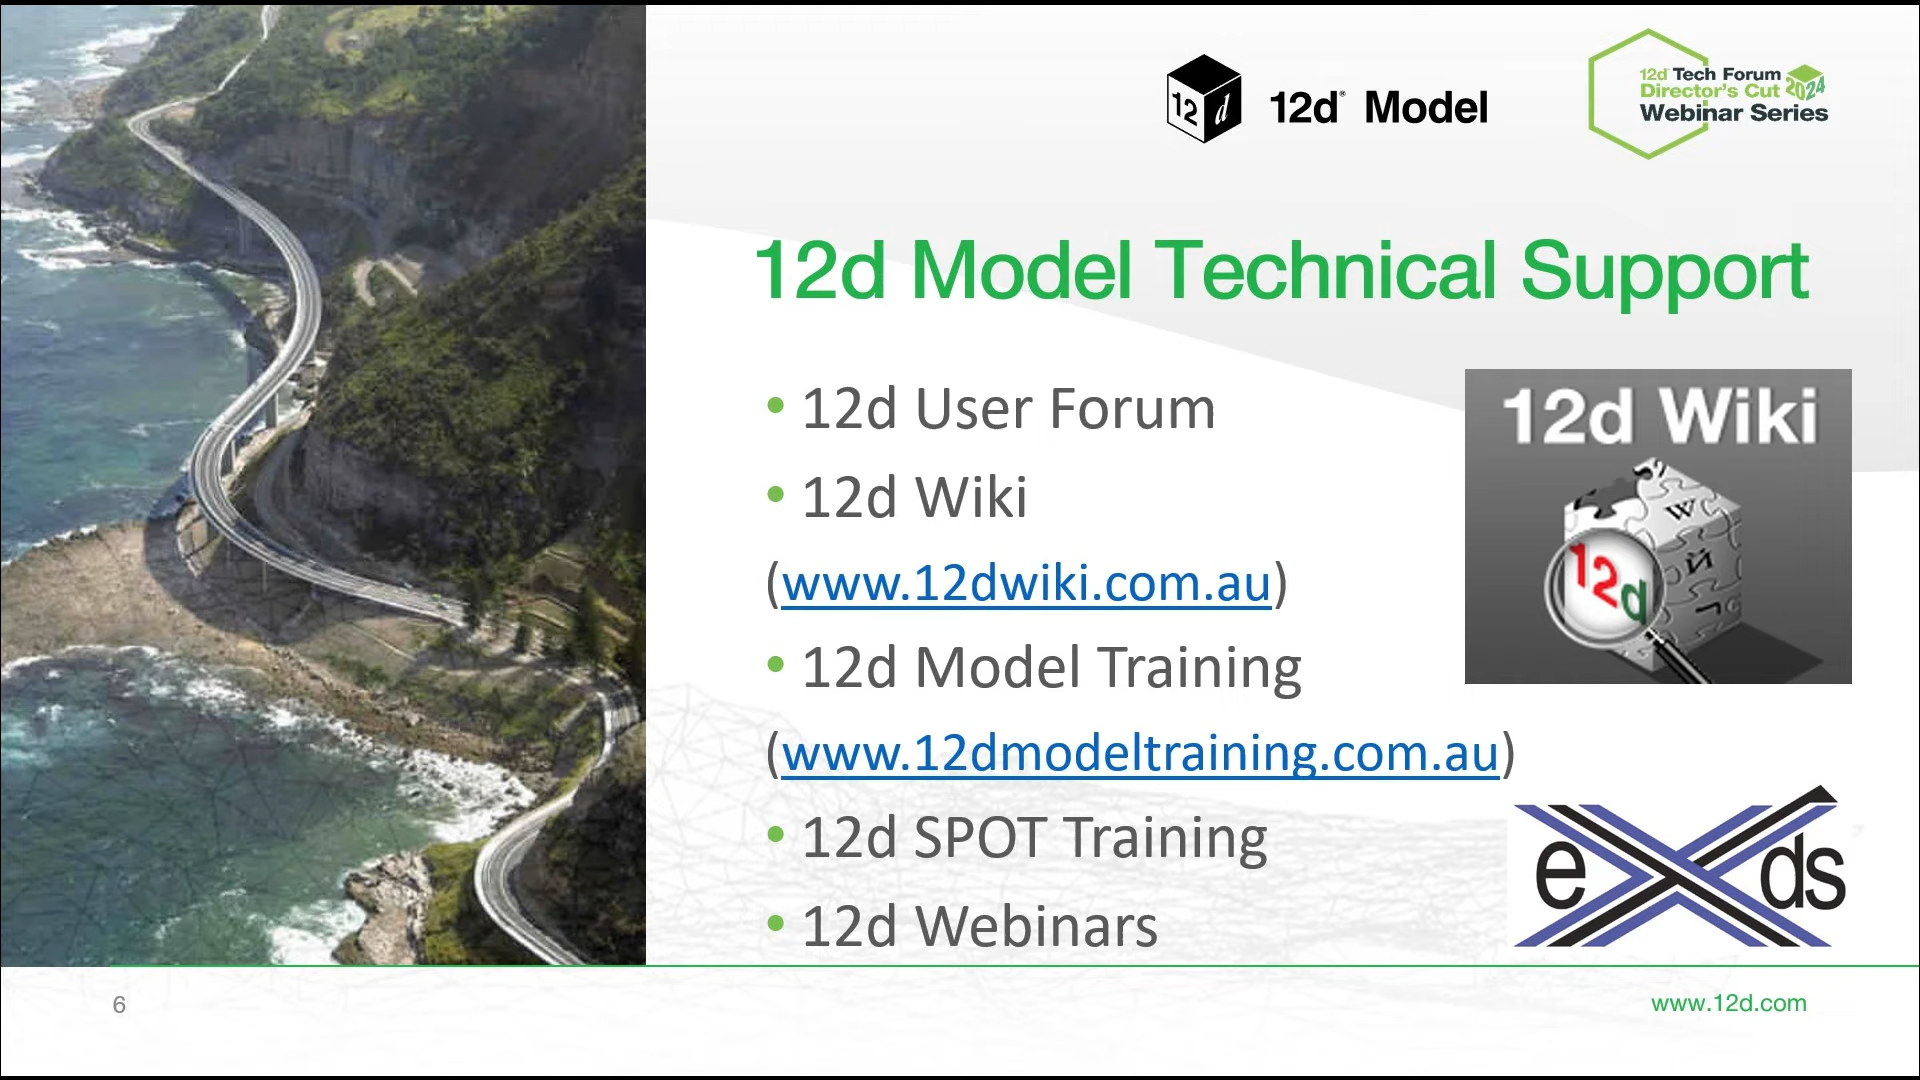 12d® Model
12d Tech Forum
Director's Cut 2024
Webinar Series
12d Model Technical Support
• 12d User Forum
• 12d Wiki
(www.12dwiki.com.au)
• 12d Model Training
(www.12dmodeltraining.com.au)
• 12d SPOT Training
• 12d Webinars
12d Wiki
W
Й
12d
exds
6
www.12d.com